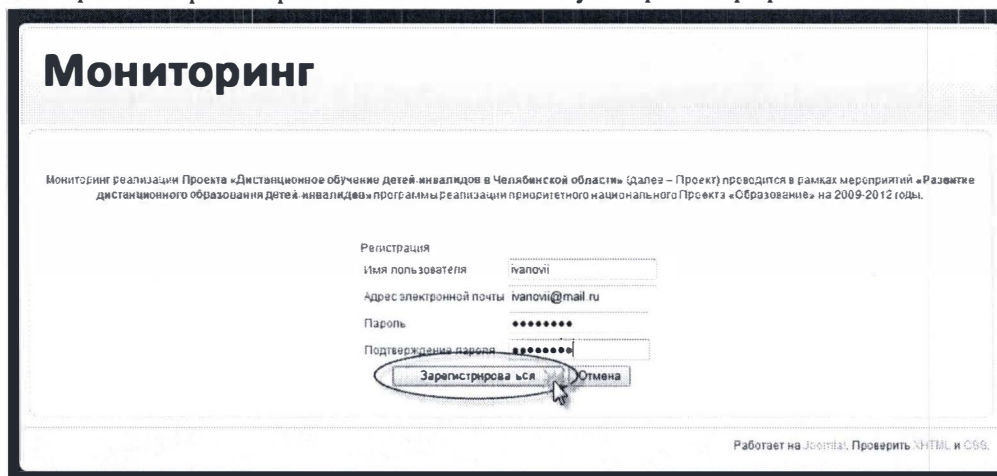 Мониторинг
Мониторинг реализации Проекта «Дистанционное обучение детей-инвалидов в Челябинской области» (далее – Проект) проводится в рамках мероприятий «Развитие
дистанционного образования детей-инвалидов» программы реализации приоритетного национального Проекта «Образование» на 2009-2012 годы.
Регистрация
Имя пользователя ivanovii
Адрес электронной почты ivanovii@mail.ru
Пароль ••••••••
Подтверждение пароля ••••••••
Зарегистрирова ься Отмена
Работает на Joomla!. Проверить XHTML и CSS.